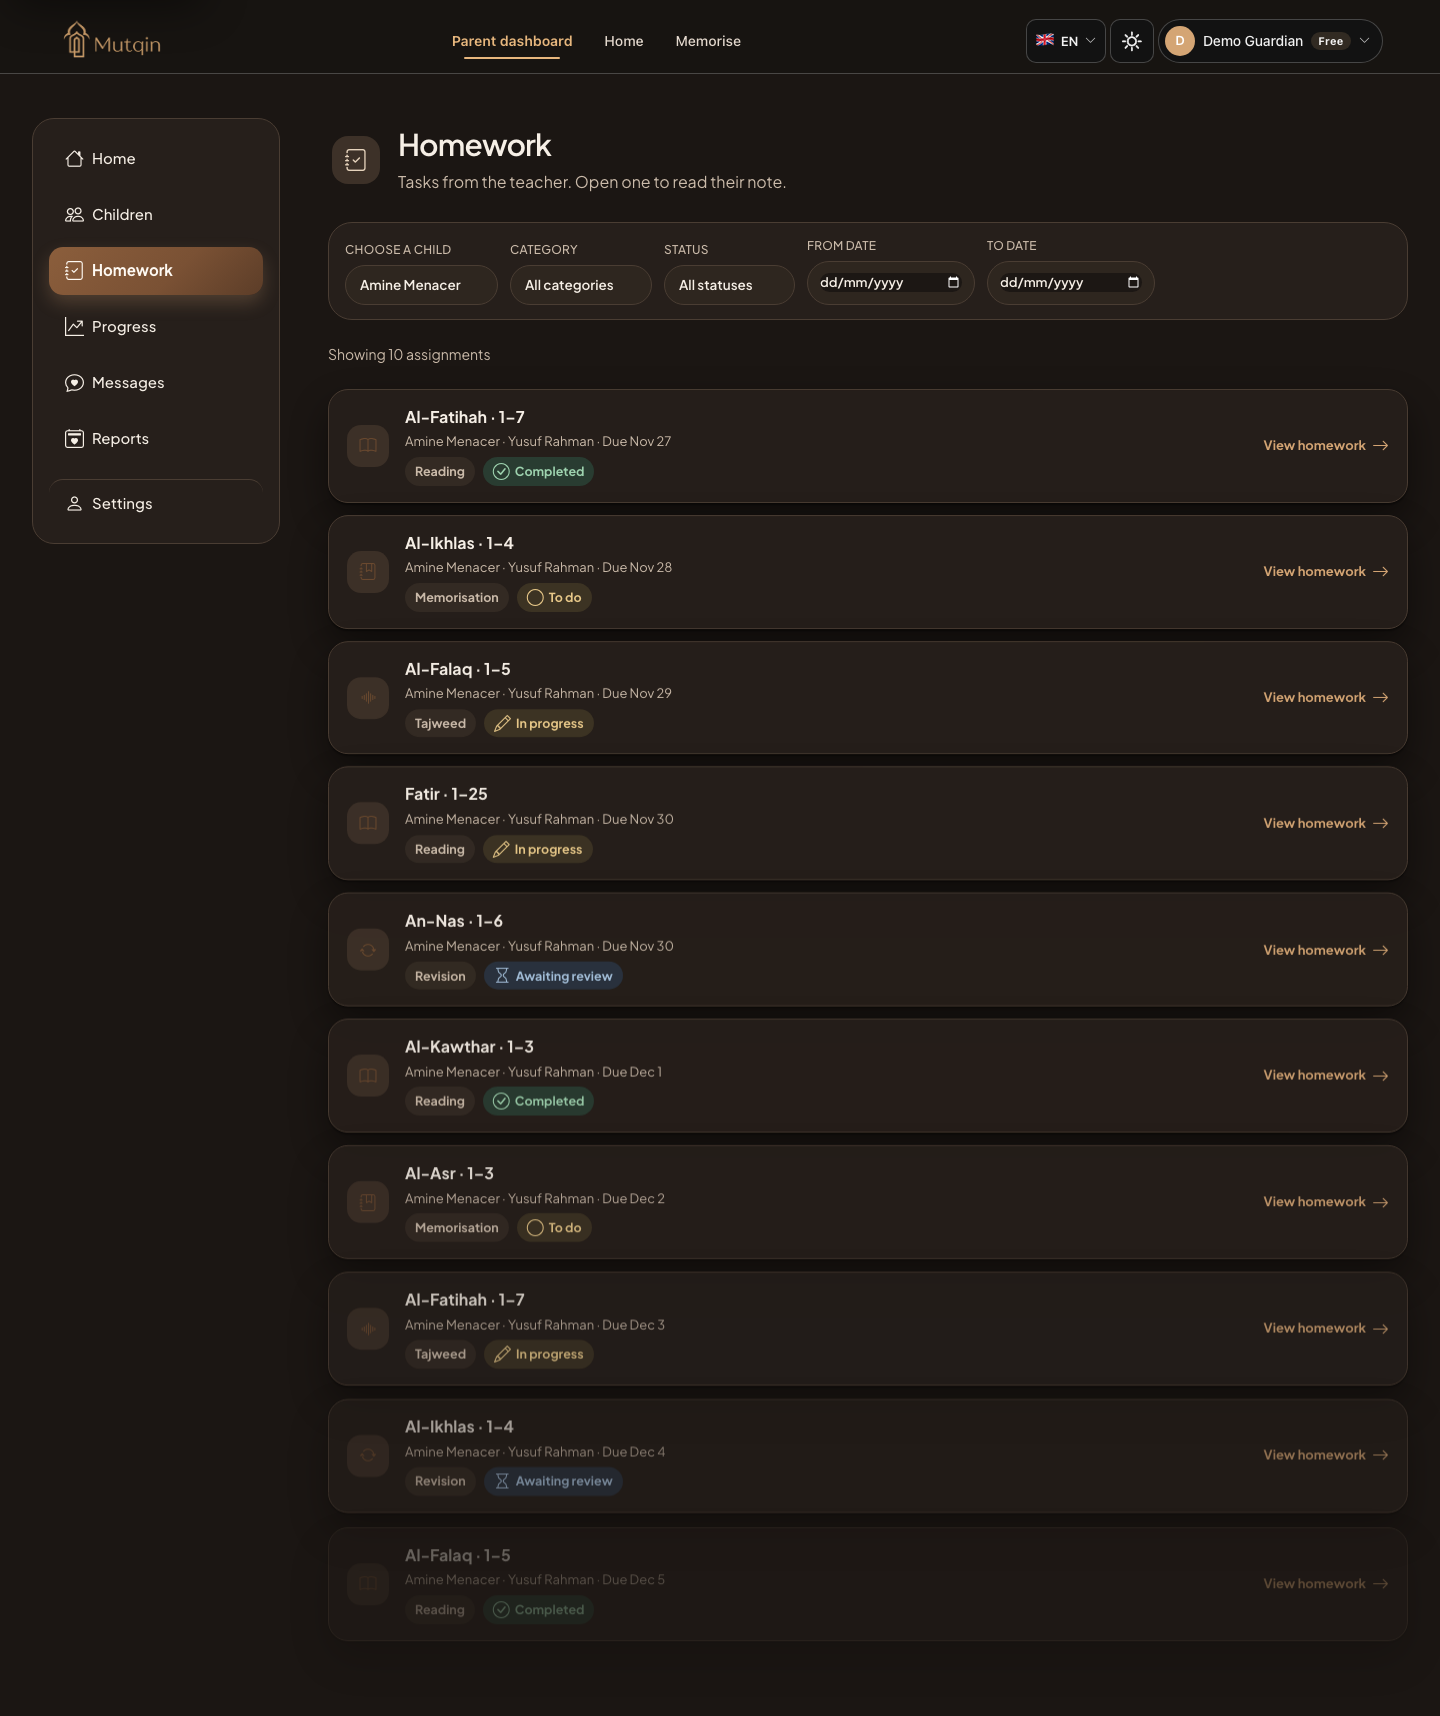 Mutqin
Parent dashboard
Home
Memorise
EN
D
Demo Guardian
Free
Home
Children
Homework
Progress
Messages
Reports
Settings
Homework
Tasks from the teacher. Open one to read their note.
CHOOSE A CHILD
CATEGORY
STATUS
FROM DATE
TO DATE
Amine Menacer
All categories
All statuses
dd/mm/yyyy
dd/mm/yyyy
Showing 10 assignments
Al-Fatihah · 1–7
Amine Menacer · Yusuf Rahman · Due Nov 27
Reading
Completed
View homework →
Al-Ikhlas · 1–4
Amine Menacer · Yusuf Rahman · Due Nov 28
Memorisation
To do
View homework →
Al-Falaq · 1–5
Amine Menacer · Yusuf Rahman · Due Nov 29
Tajweed
In progress
View homework →
Fatir · 1–25
Amine Menacer · Yusuf Rahman · Due Nov 30
Reading
In progress
View homework →
An-Nas · 1–6
Amine Menacer · Yusuf Rahman · Due Nov 30
Revision
Awaiting review
View homework →
Al-Kawthar · 1–3
Amine Menacer · Yusuf Rahman · Due Dec 1
Reading
Completed
View homework →
Al-Asr · 1–3
Amine Menacer · Yusuf Rahman · Due Dec 2
Memorisation
To do
View homework →
Al-Fatihah · 1–7
Amine Menacer · Yusuf Rahman · Due Dec 3
Tajweed
In progress
View homework →
Al-Ikhlas · 1–4
Amine Menacer · Yusuf Rahman · Due Dec 4
Revision
Awaiting review
View homework →
Al-Falaq · 1–5
Amine Menacer · Yusuf Rahman · Due Dec 5
Reading
Completed
View homework →